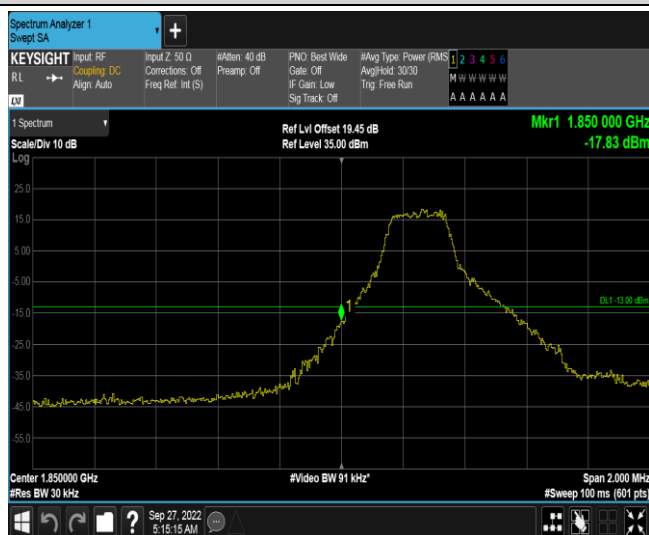 Spectrum Analyzer 1
Swept SA
+
KEYSIGHT
RL
LXI
Input: RF
Coupling: DC
Align: Auto
Input Z: 50 Ω
Corrections: Off
Freq Ref: Int (S)
#Atten: 40 dB
Preamp: Off
PNO: Best Wide
Gate: Off
IF Gain: Low
Sig Track: Off
#Avg Type: Power (RMS
Avg|Hold: 30/30
Trig: Free Run
1 2 3 4 5 6
M W W W W W
A A A A A A
1 Spectrum
Scale/Div 10 dB
Log
Ref Lvl Offset 19.45 dB
Ref Level 35.00 dBm
Mkr1 1.850 000 GHz
-17.83 dBm
25.0
15.0
5.00
-5.00
-15.0
-25.0
-35.0
-45.0
-55.0
1
DL1 -13.00 dBm
Center 1.850000 GHz
#Res BW 30 kHz
#Video BW 91 kHz*
Span 2.000 MHz
#Sweep 100 ms (601 pts)
?
Sep 27, 2022
5:15:15 AM